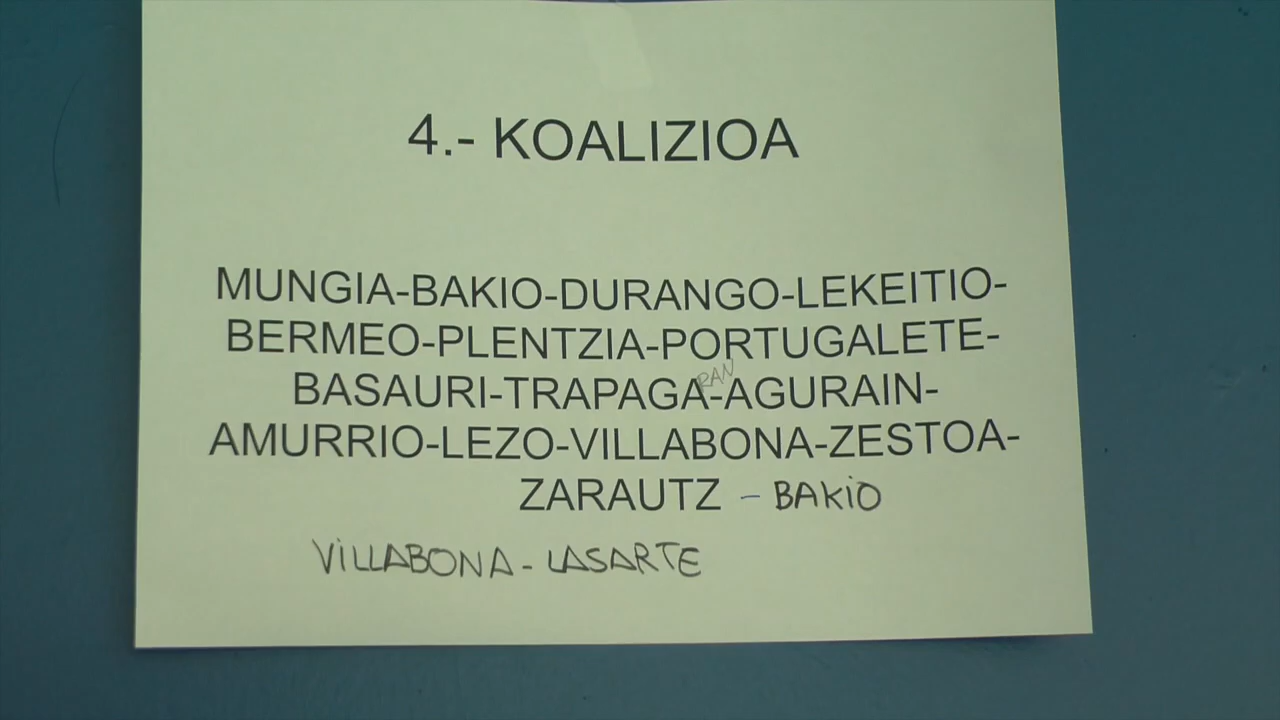 4.- KOALIZIOA
MUNGIA-BAKIO-DURANGO-LEKEITIO-
BERMEO-PLENTZIA-PORTUGALETE-
RAN
BASAURI-TRAPAGA-AGURAIN-
AMURRIO-LEZO-VILLABONA-ZESTOA-
ZARAUTZ - BAKIO
VILLABONA - LASARTE